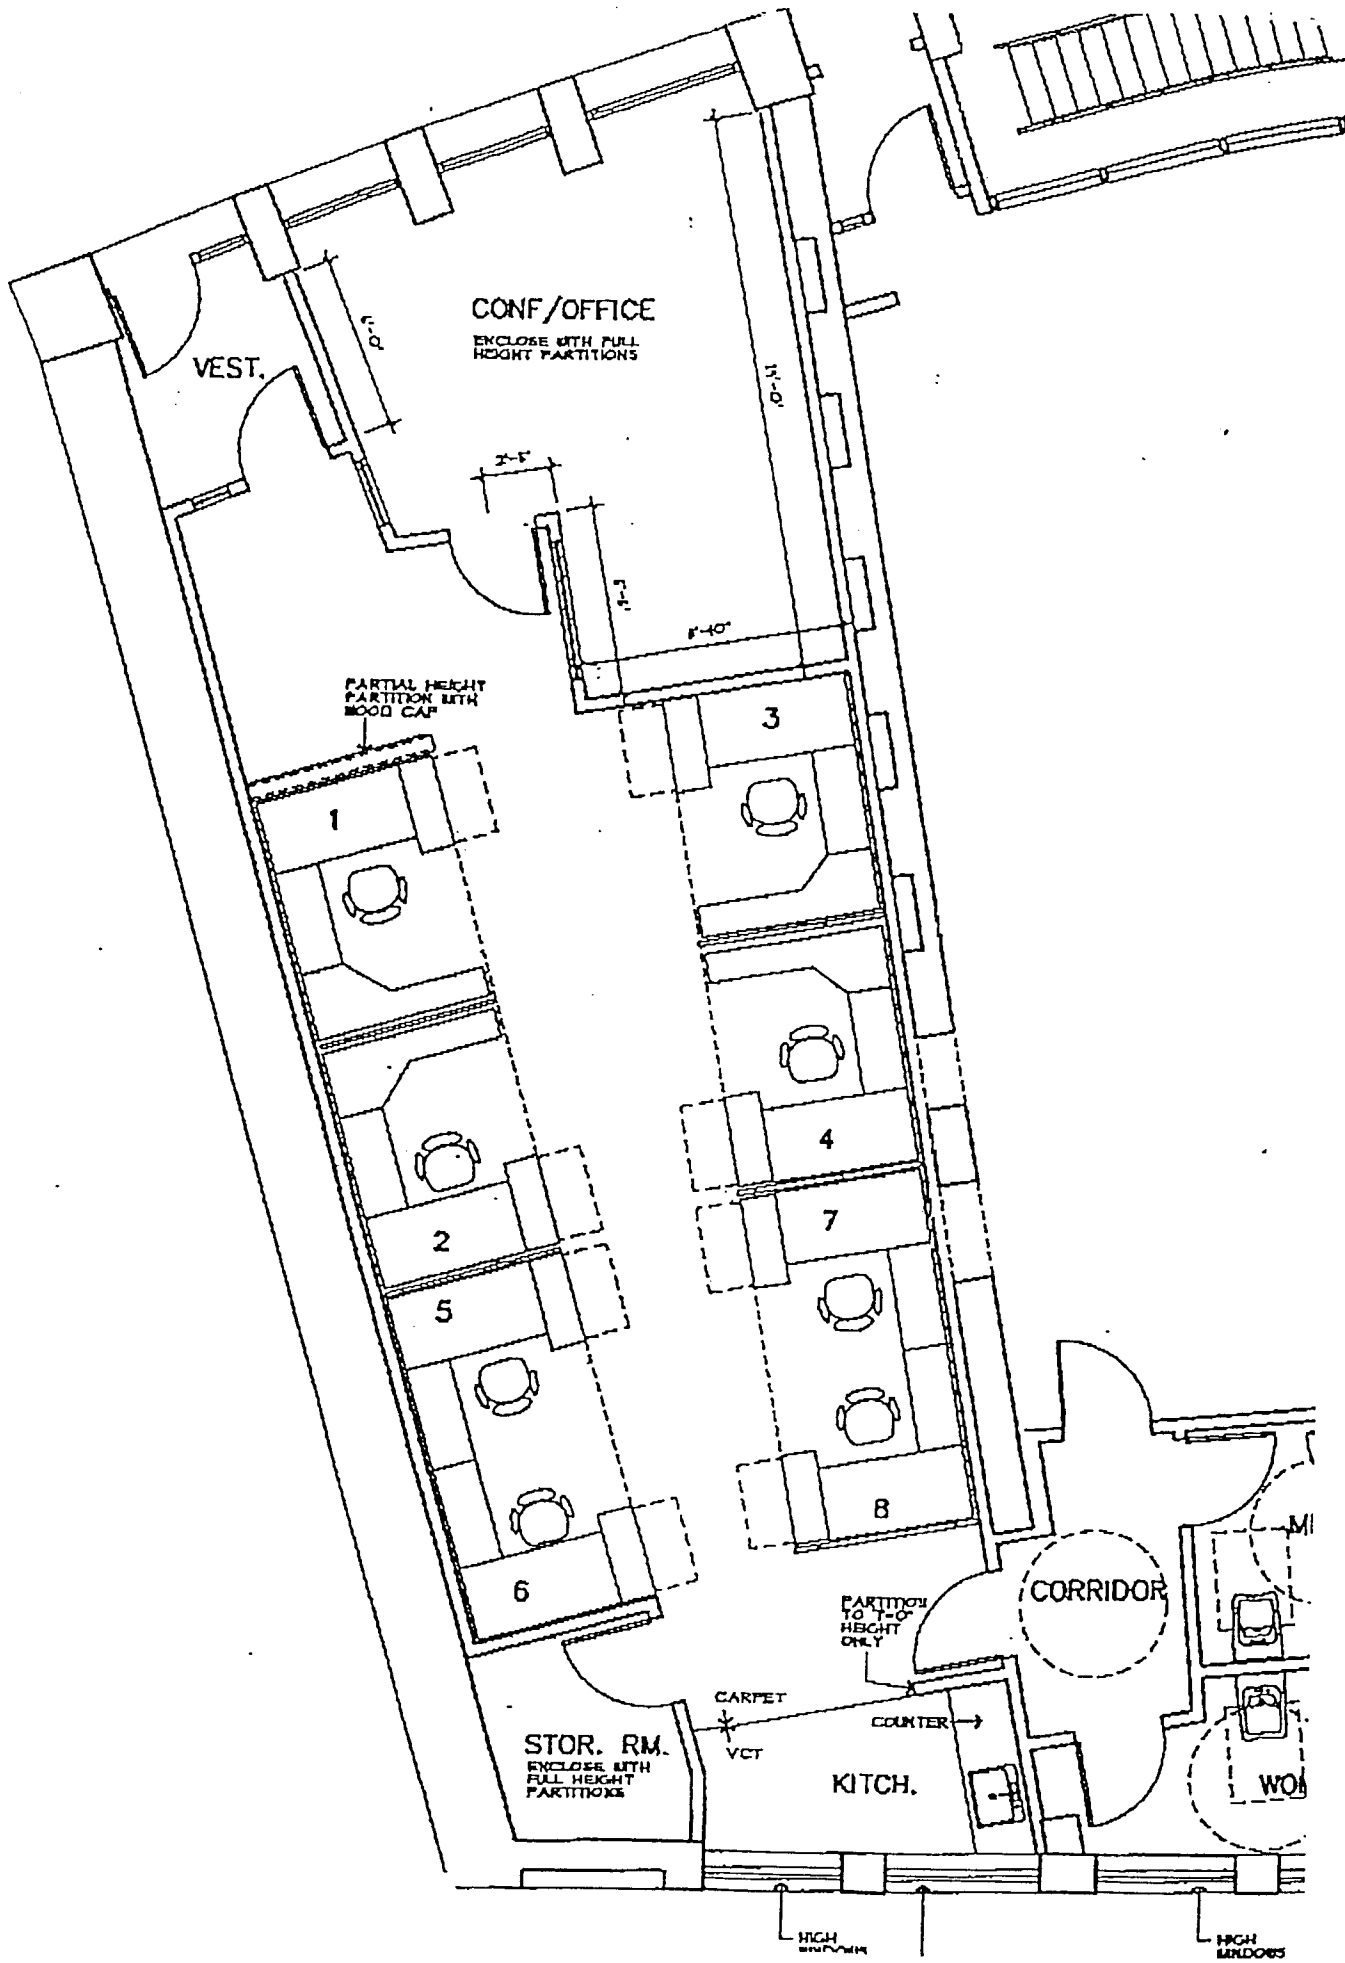 CONF/OFFICE
ENCLOSE WITH FULL
HEIGHT PARTITIONS
VEST.
PARTIAL HEIGHT
PARTITION WITH
WOOD CAP
3
1
4
7
2
5
8
6
PARTITION
TO 7'-0"
HEIGHT
ONLY
CORRIDOR
CARPET
VCT
COUNTER
STOR. RM.
ENCLOSE WITH
FULL HEIGHT
PARTITIONS
KITCH.
HIGH
WINDOWS
HIGH
WINDOWS